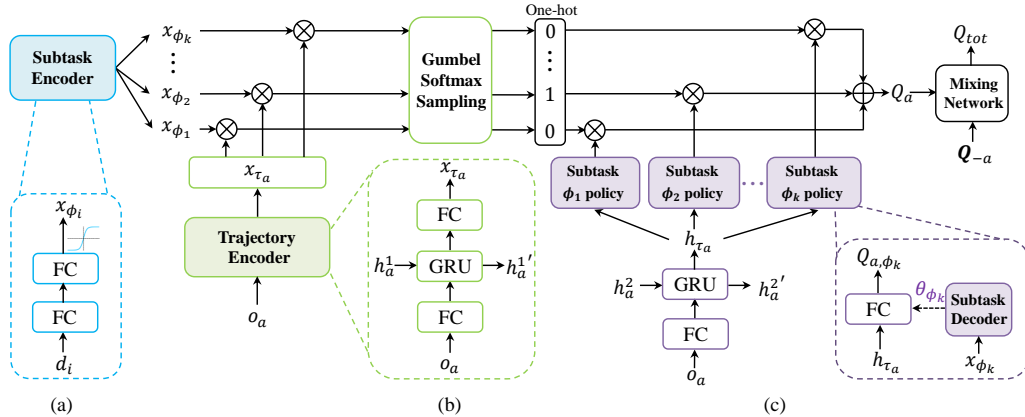 Subtask
Encoder
x_{ϕ_k}
⋮
x_{ϕ_2}
x_{ϕ_1}
x_{ϕ_i}
FC
FC
d_i
(a)
x_{τ_a}
Trajectory
Encoder
o_a
Gumbel
Softmax
Sampling
x_{τ_a}
FC
h_a^1
GRU
h_a^{1'}
FC
o_a
(b)
One-hot
0
⋮
1
0
Subtask
ϕ_1 policy
Subtask
ϕ_2 policy
···
Subtask
ϕ_k policy
h_{τ_a}
h_a^2
GRU
h_a^{2'}
FC
o_a
Q_a
Q_{tot}
Mixing
Network
Q_{-a}
Q_{a,ϕ_k}
FC
θ_{ϕ_k}
Subtask
Decoder
h_{τ_a}
x_{ϕ_k}
(c)